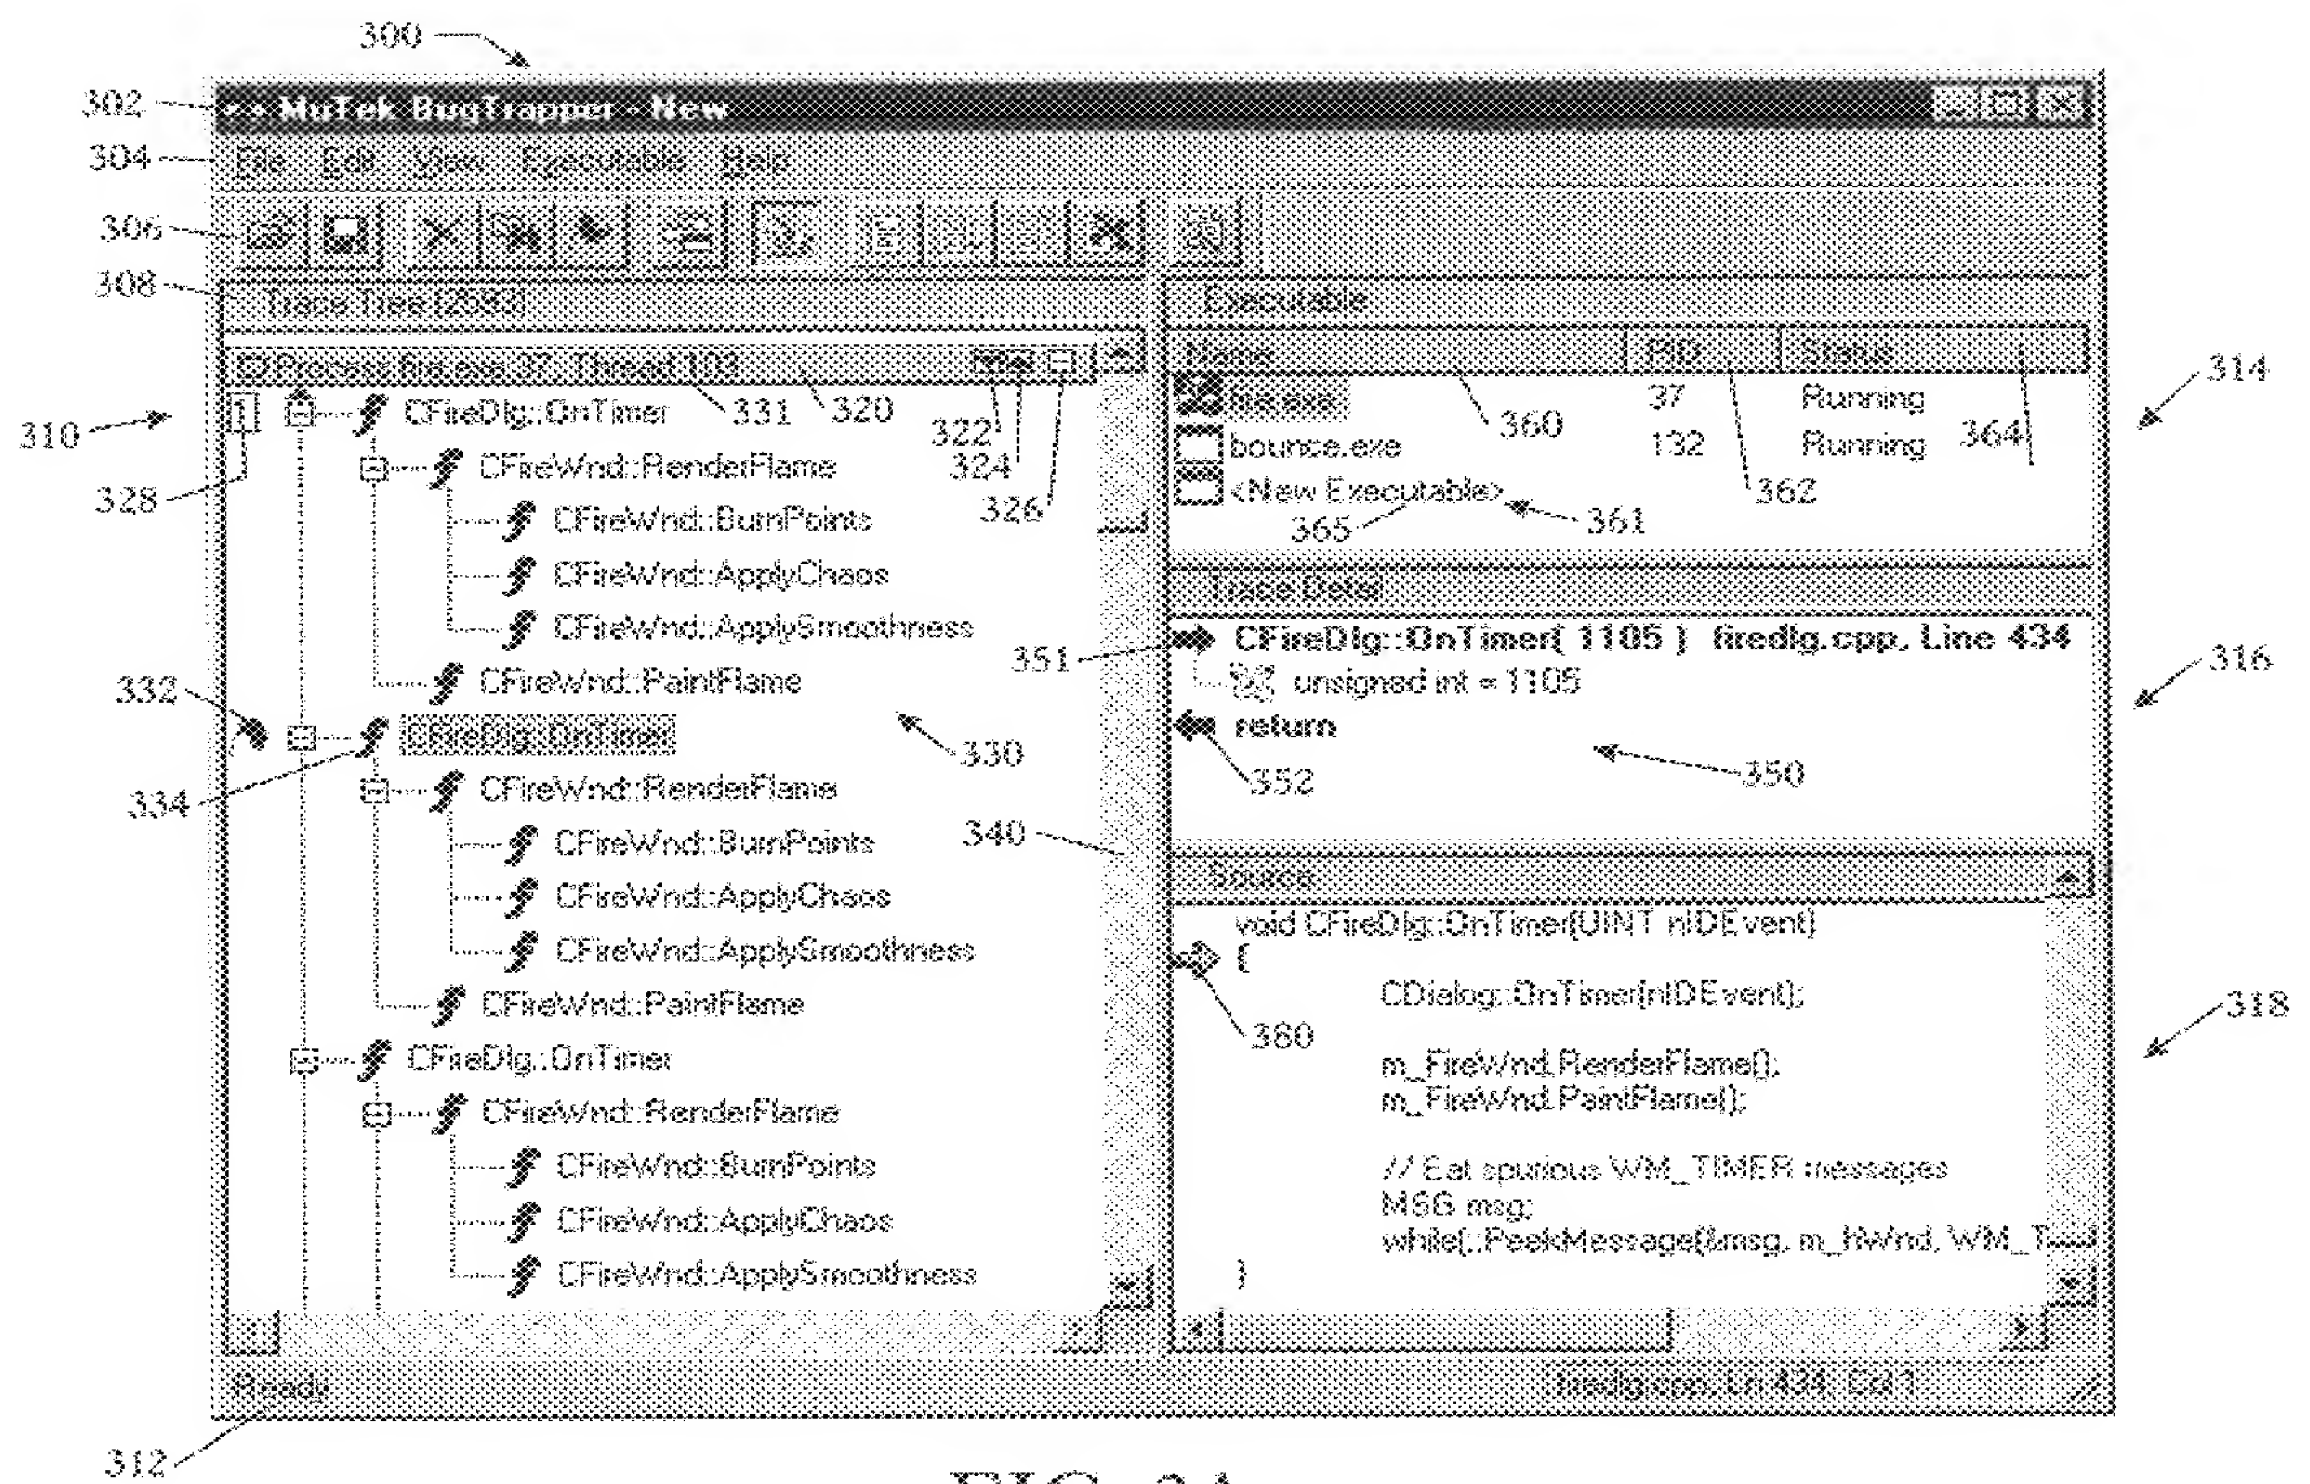 300
302
MuTek BugTrapper - New
304
File Edit View Executable Help
306
308
Trace Tree [2543]
Executable
Process fire.exe 37, Thread 102
Name PID Status
314
310
1
CFireDlg::OnTimer
331
320
322
fire.exe
37
Running
360
364
CFireWnd::RenderFlame
324
bounce.exe
132
Running
328
326
<New Executable>
362
365
361
CFireWnd::BurnPoints
CFireWnd::ApplyChaos
Trace Detail
CFireWnd::ApplySmoothness
351
CFireDlg::OnTimer( 1105 ) firedlg.cpp, Line 434
316
332
CFireWnd::PaintFlame
unsigned int = 1105
CFireDlg::OnTimer
330
return
334
CFireWnd::RenderFlame
352
350
340
CFireWnd::BurnPoints
Source
CFireWnd::ApplyChaos
void CFireDlg::OnTimer(UINT nIDEvent)
CFireWnd::ApplySmoothness
{
CFireWnd::PaintFlame
CDialog::OnTimer(nIDEvent);
318
380
CFireDlg::OnTimer
m_FireWnd.RenderFlame();
CFireWnd::RenderFlame
m_FireWnd.PaintFlame();
CFireWnd::BurnPoints
// Eat spurious WM_TIMER messages
CFireWnd::ApplyChaos
MSG msg;
while(::PeekMessage(&msg, m_hWnd, WM_T
CFireWnd::ApplySmoothness
}
Ready
firedlg.cpp, Ln 434, Col 1
312